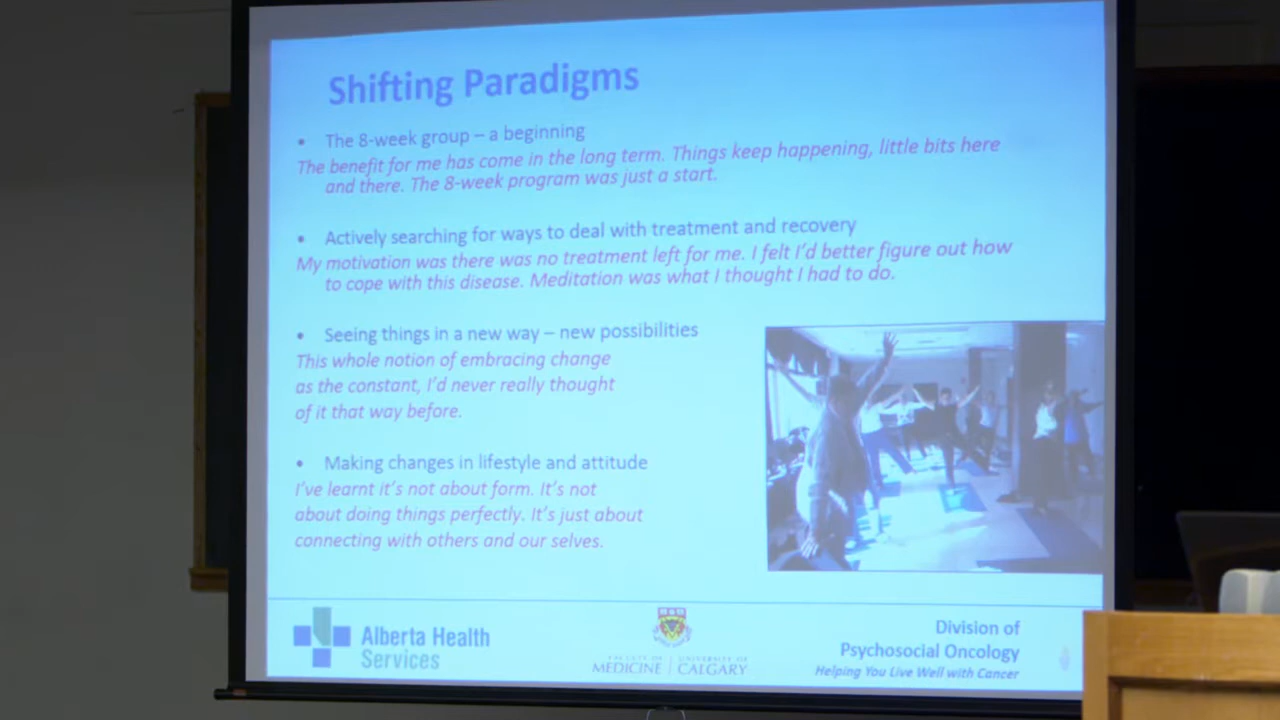 Shifting Paradigms
• The 8-week group – a beginning
The benefit for me has come in the long term. Things keep happening, little bits here
and there. The 8-week program was just a start.
• Actively searching for ways to deal with treatment and recovery
My motivation was there was no treatment left for me. I felt I'd better figure out how
to cope with this disease. Meditation was what I thought I had to do.
• Seeing things in a new way – new possibilities
This whole notion of embracing change
as the constant, I'd never really thought
of it that way before.
• Making changes in lifestyle and attitude
I've learnt it's not about form. It's not
about doing things perfectly. It's just about
connecting with others and our selves.
Alberta Health
Services
FACULTY OF UNIVERSITY OF
MEDICINE | CALGARY
Division of
Psychosocial Oncology
Helping You Live Well with Cancer